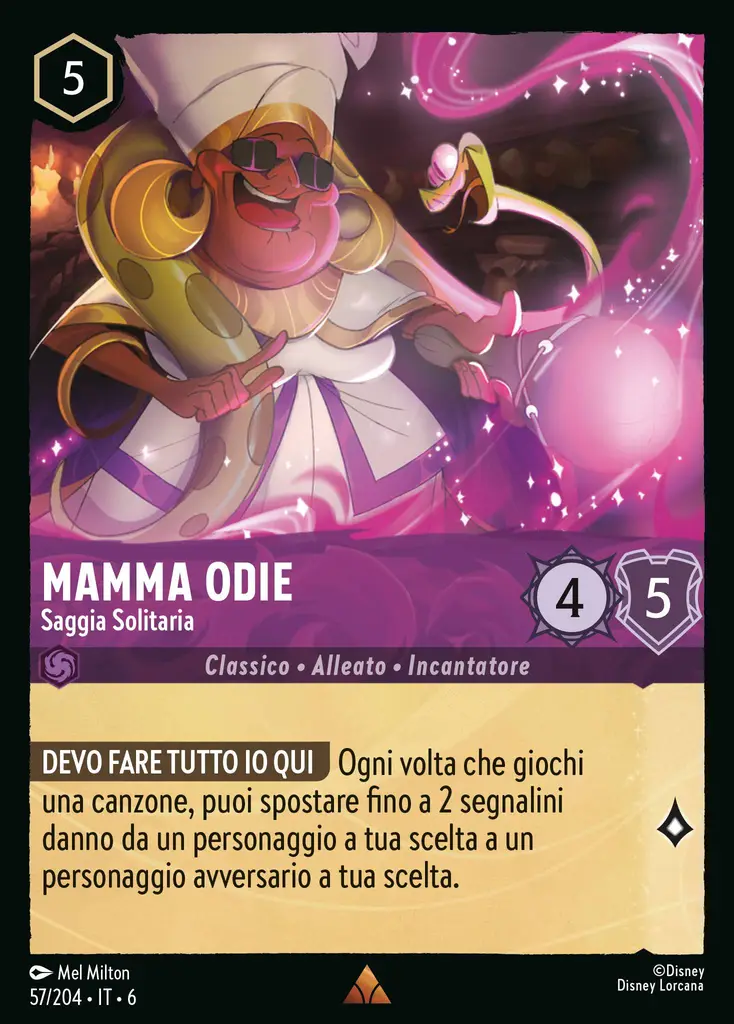 5
MAMMA ODIE
Saggia Solitaria
4
5
Classico • Alleato • Incantatore
DEVO FARE TUTTO IO QUI Ogni volta che giochi
una canzone, puoi spostare fino a 2 segnalini
danno da un personaggio a tua scelta a un
personaggio avversario a tua scelta.
Mel Milton
57/204 • IT • 6
©Disney
Disney Lorcana